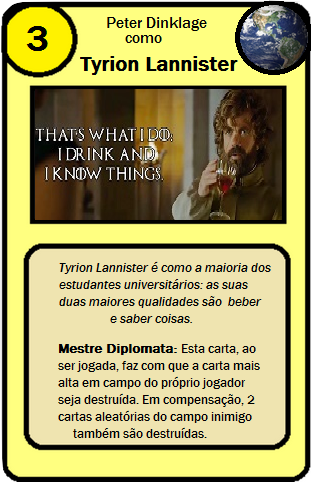 3
Peter Dinklage
como
Tyrion Lannister
THAT'S WHAT I DO:
I DRINK AND
I KNOW THINGS.
Tyrion Lannister é como a maioria dos
estudantes universitários: as suas
duas maiores qualidades são beber
e saber coisas.
Mestre Diplomata: Esta carta, ao
ser jogada, faz com que a carta mais
alta em campo do próprio jogador
seja destruída. Em compensação, 2
cartas aleatórias do campo inimigo
também são destruídas.